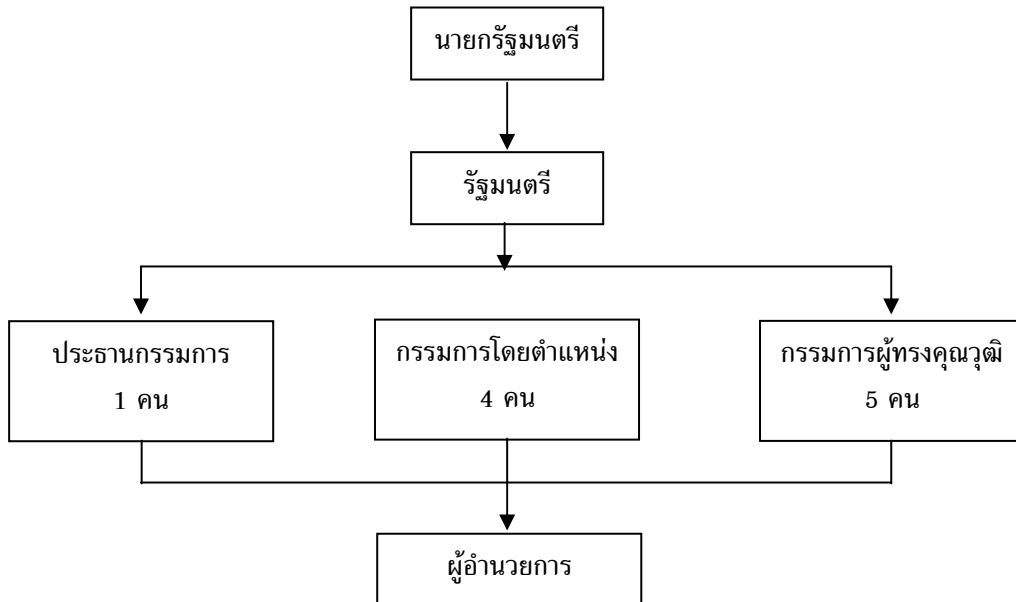 นายกรัฐมนตรี
รัฐมนตรี
ประธานกรรมการ
1 คน
กรรมการโดยตำแหน่ง
4 คน
กรรมการผู้ทรงคุณวุฒิ
5 คน
ผู้อำนวยการ